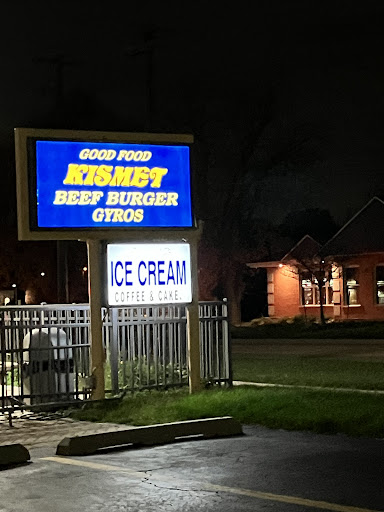 GOOD FOOD
KISMET
BEEF BURGER
GYROS
ICE CREAM
COFFEE & CAKE